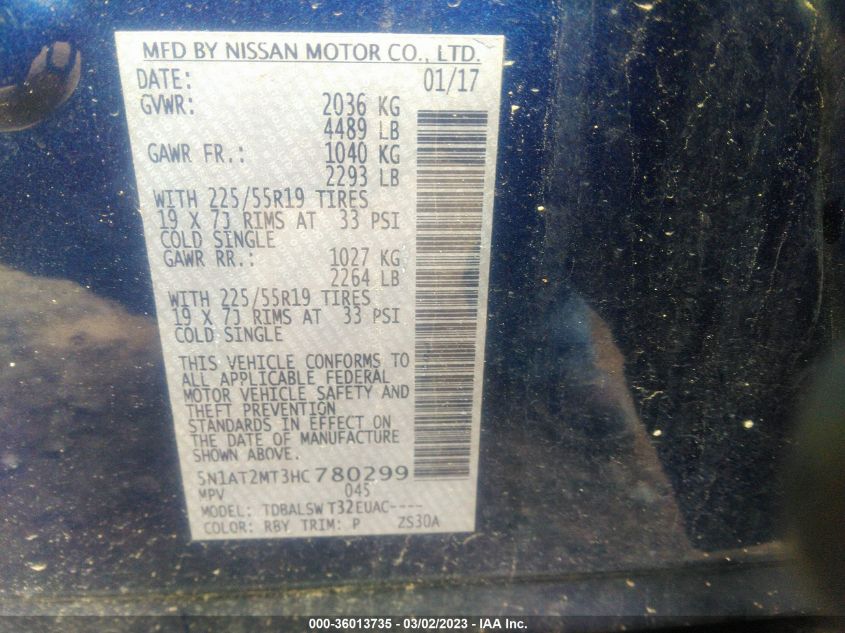 MFD BY NISSAN MOTOR CO., LTD.
DATE: 01/17
GVWR: 2036 KG
4489 LB
GAWR FR.: 1040 KG
2293 LB
WITH 225/55R19 TIRES
19 X 7J RIMS AT 33 PSI
COLD SINGLE
GAWR RR.: 1027 KG
2264 LB
WITH 225/55R19 TIRES
19 X 7J RIMS AT 33 PSI
COLD SINGLE
THIS VEHICLE CONFORMS TO
ALL APPLICABLE FEDERAL
MOTOR VEHICLE SAFETY AND
THEFT PREVENTION
STANDARDS IN EFFECT ON
THE DATE OF MANUFACTURE
SHOWN ABOVE.
5N1AT2MT3HC780299
MPV 045
MODEL: TDBALSW T32EUAC----
COLOR: RBY TRIM: P ZS30A
000-36013735 - 03/02/2023 - IAA Inc.